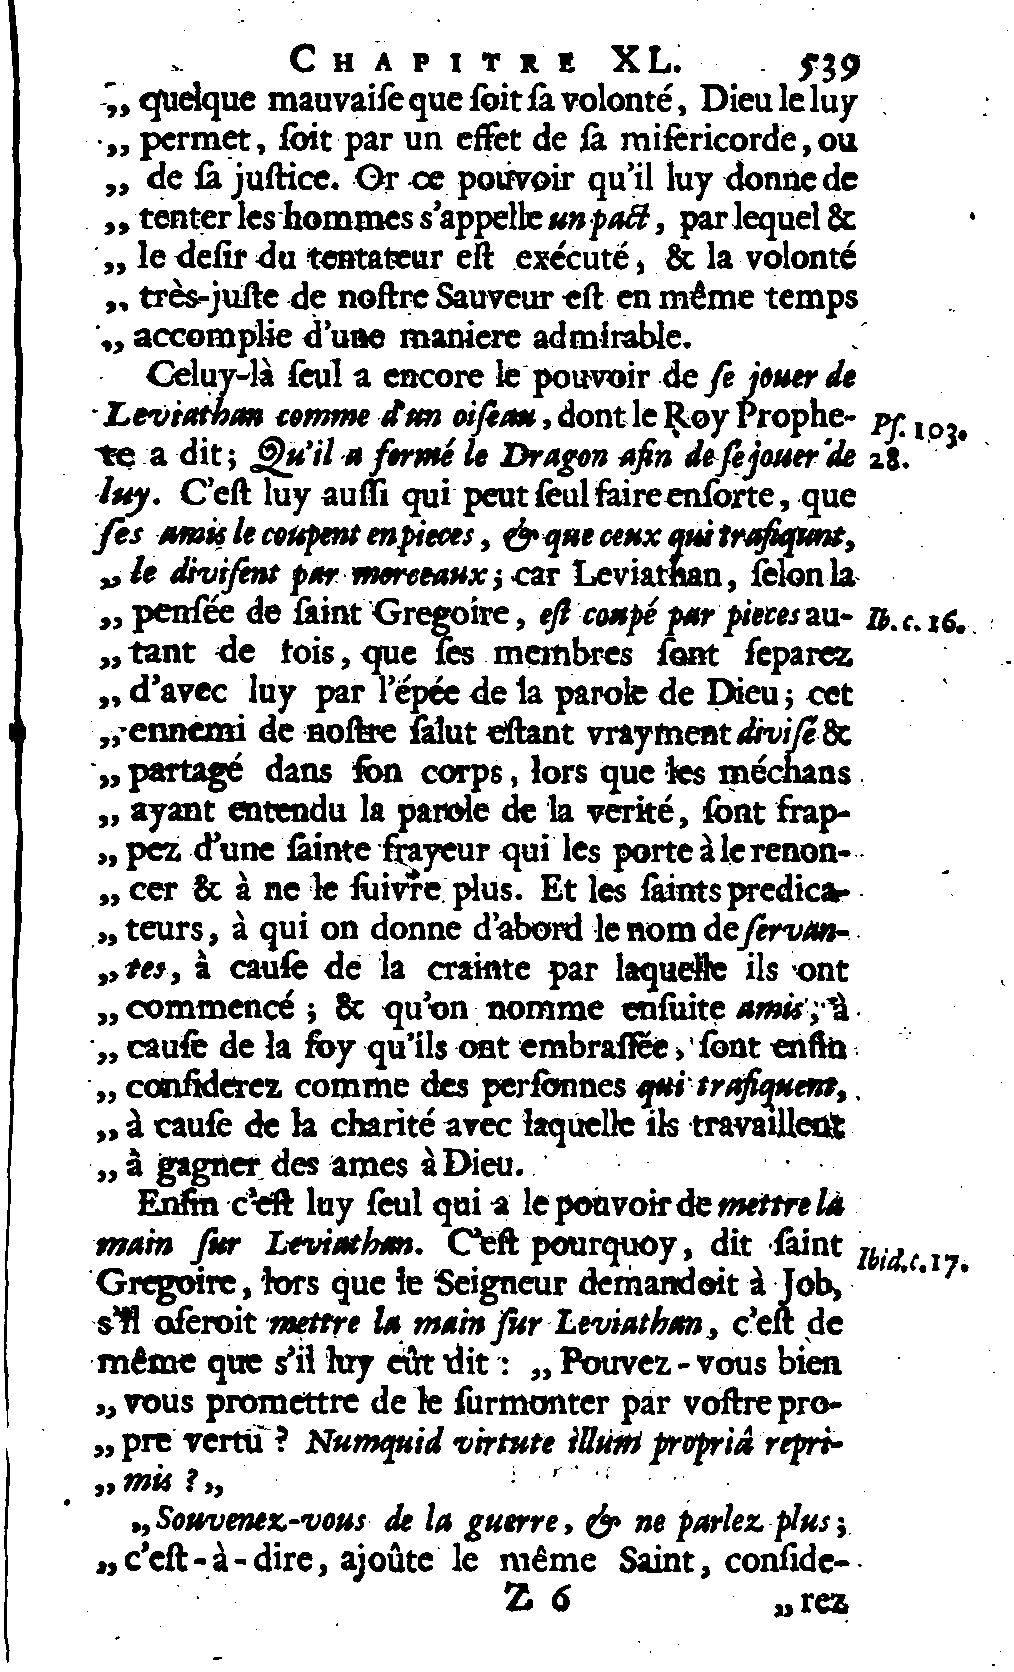 CHAPITRE XL. 539
„ quelque mauvaiſe que ſoit ſa volonté, Dieu le luy
„ permet, ſoit par un effet de ſa miſericorde, ou
„ de ſa juſtice. Or ce pouvoir qu'il luy donne de
„ tenter les hommes s'appelle un pact, par lequel &
„ le deſir du tentateur eſt exécuté, & la volonté
„ très-juſte de noſtre Sauveur eſt en même temps
„ accomplie d'une maniere admirable.
Celuy-là ſeul a encore le pouvoir de ſe jouer de
Leviathan comme d'un oiſeau, dont le Roy Prophe-
te a dit; Qu'il a formé le Dragon afin de ſe jouer de
luy. C'eſt luy auſſi qui peut ſeul faire enſorte, que
ſes amis le coupent en pieces, & que ceux qui trafiquent,
„ le diviſent par morceaux; car Leviathan, ſelon la
„ penſée de ſaint Gregoire, eſt coupé par pieces au-
„ tant de fois, que ſes membres ſont ſeparez
„ d'avec luy par l'épée de la parole de Dieu; cet
„ ennemi de noſtre ſalut eſtant vrayment diviſé &
„ partagé dans ſon corps, lors que les méchans
„ ayant entendu la parole de la verité, ſont frap-
„ pez d'une ſainte frayeur qui les porte à le renon-
„ cer & à ne le ſuivre plus. Et les ſaints predica-
„ teurs, à qui on donne d'abord le nom de ſervan-
„ tes, à cauſe de la crainte par laquelle ils ont
„ commencé; & qu'on nomme enſuite amis, à
„ cauſe de la foy qu'ils ont embraſſée, ſont enfin
„ conſiderez comme des perſonnes qui trafiquent,
„ à cauſe de la charité avec laquelle ils travaillent
„ à gagner des ames à Dieu.
Enfin c'eſt luy ſeul qui a le pouvoir de mettre la
main ſur Leviathan. C'eſt pourquoy, dit ſaint
Gregoire, lors que le Seigneur demandoit à Job,
s'il oſeroit mettre la main ſur Leviathan, c'eſt de
même que s'il luy eût dit: „ Pouvez-vous bien
„ vous promettre de le ſurmonter par voſtre pro-
„ pre vertu? Numquid virtute illum propriâ repri-
„ mis? „
„ Souvenez-vous de la guerre, & ne parlez plus;
„ c'eſt-à-dire, ajoûte le même Saint, conſide-
Z 6 „ rez
Pſ. 103.
28.
Ib. c. 16.
Ibid. c. 17.